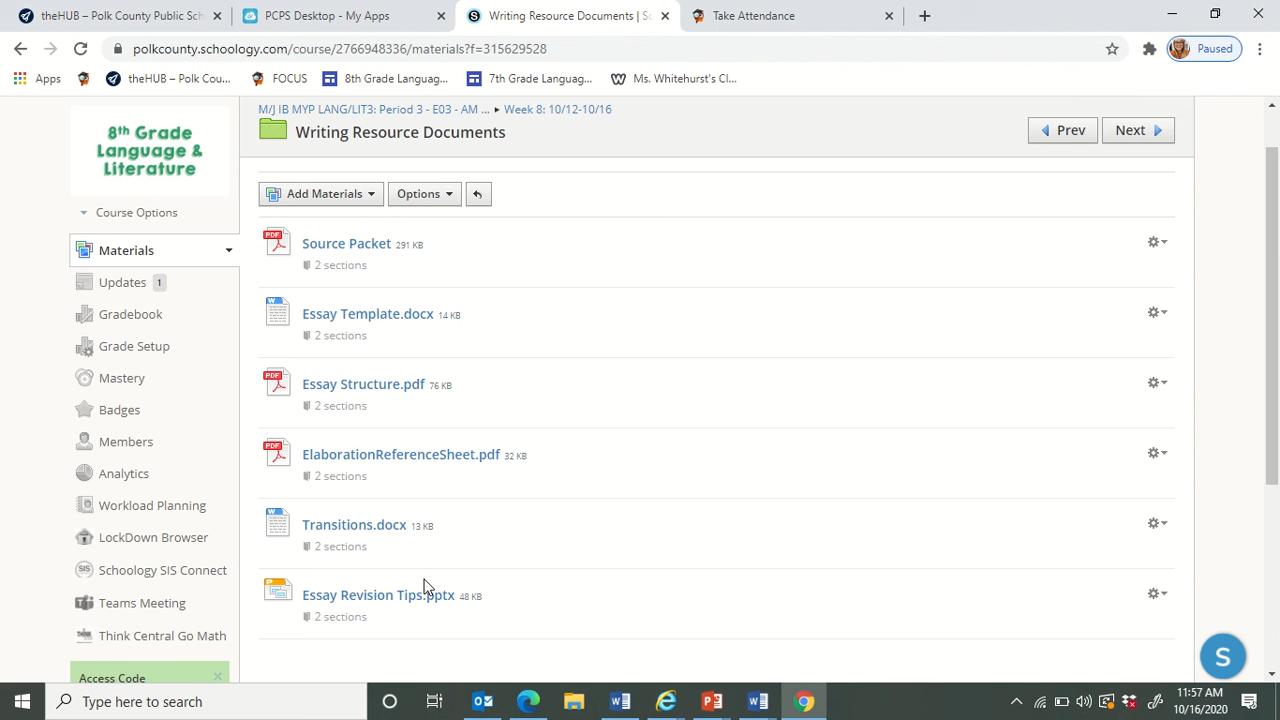 theHUB – Polk County Public Sch
PCPS Desktop - My Apps
Writing Resource Documents | Sc
Take Attendance
polkcounty.schoology.com/course/2766948336/materials?f=315629528
Paused
Apps
theHUB – Polk Cou...
FOCUS
8th Grade Languag...
7th Grade Languag...
Ms. Whitehurst's Cl...
M/J IB MYP LANG/LIT3: Period 3 - E03 - AM ... ▸ Week 8: 10/12-10/16
Writing Resource Documents
Prev
Next
8th Grade
Language &
Literature
Course Options
Materials
Updates 1
Gradebook
Grade Setup
Mastery
Badges
Members
Analytics
Workload Planning
LockDown Browser
SIS Schoology SIS Connect
Teams Meeting
Think Central Go Math
Access Code
Add Materials
Options
PDF Source Packet 291 KB
2 sections
W Essay Template.docx 14 KB
2 sections
PDF Essay Structure.pdf 76 KB
2 sections
PDF ElaborationReferenceSheet.pdf 32 KB
2 sections
W Transitions.docx 13 KB
2 sections
Essay Revision Tips.pptx 48 KB
2 sections
S
Type here to search
11:57 AM
10/16/2020